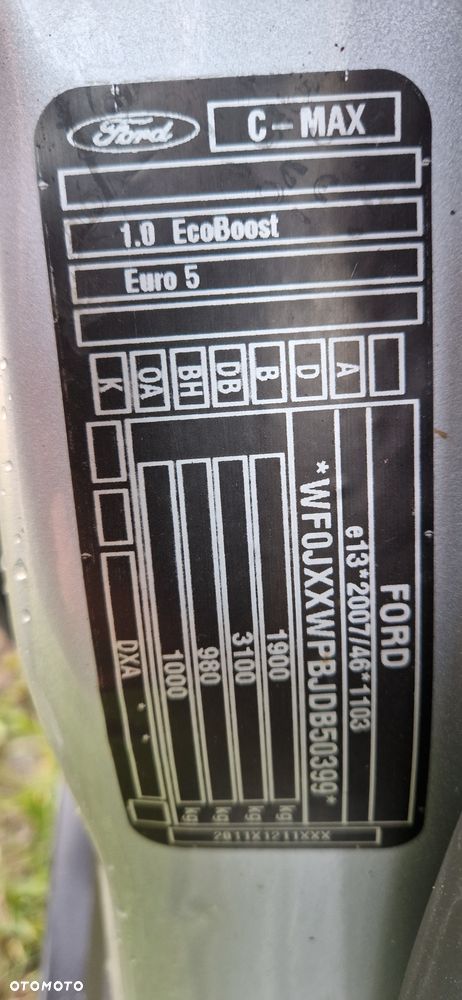 Ford
C-MAX
1.0 EcoBoost
Euro 5
K OA BH DB B D A
FORD
e13*2007/46*1103
*WF0JXXWPBJDB50399*
1900 kg
3100 kg
980 kg
1000 kg
DXA * *
2811X1211XXX
OTOMOTO